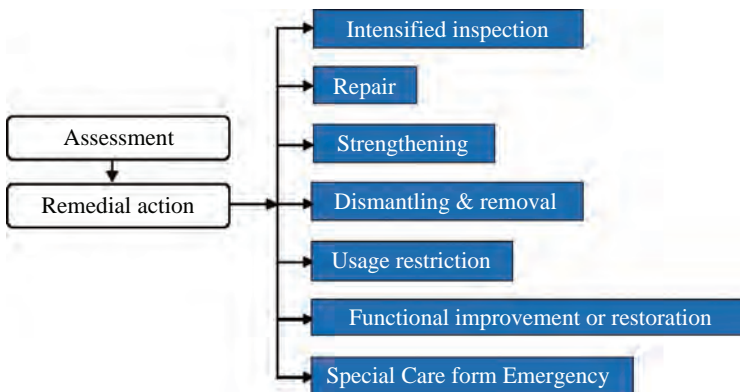 Assessment
Remedial action
Intensified inspection
Repair
Strengthening
Dismantling & removal
Usage restriction
Functional improvement or restoration
Special Care form Emergency